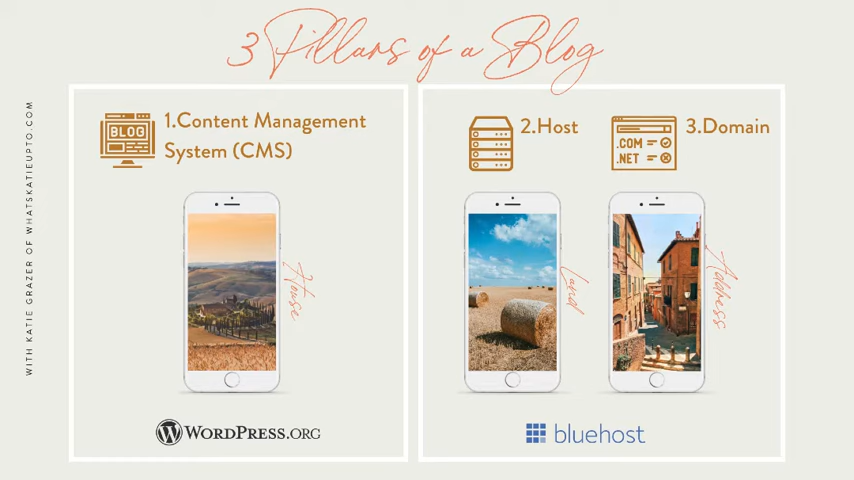 3 Pillars of a Blog
WITH KATIE GRAZER OF WHATSKATIEUPTO.COM
BLOG
1.Content Management
System (CMS)
House
WORDPRESS.ORG
2.Host
.COM
.NET
3.Domain
Land
Address
bluehost